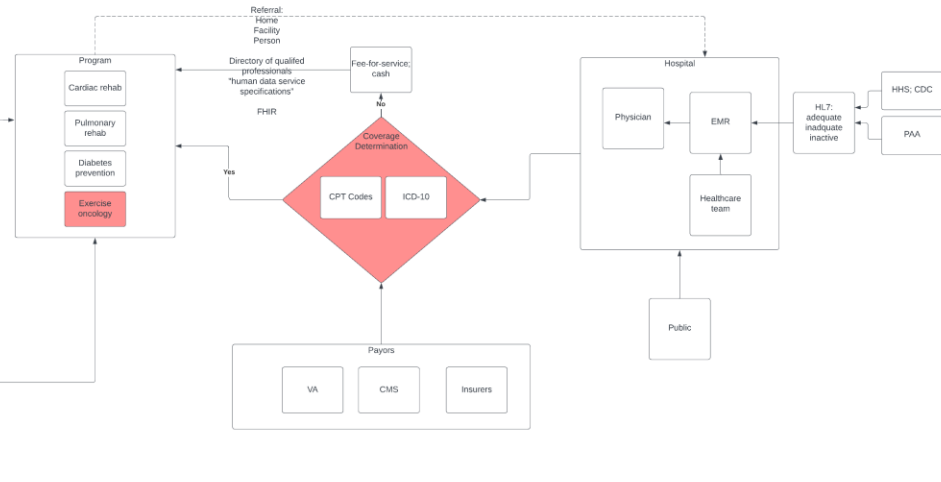 Referral:
Home
Facility
Person
Program
Cardiac rehab
Pulmonary
rehab
Diabetes
prevention
Exercise
oncology
Directory of qualifed
professionals
"human data service
specifications"
FHIR
Fee-for-service;
cash
No
Yes
Coverage
Determination
CPT Codes
ICD-10
Payors
VA
CMS
Insurers
Hospital
Physician
EMR
Healthcare
team
Public
HL7:
adequate
inadquate
inactive
HHS; CDC
PAA